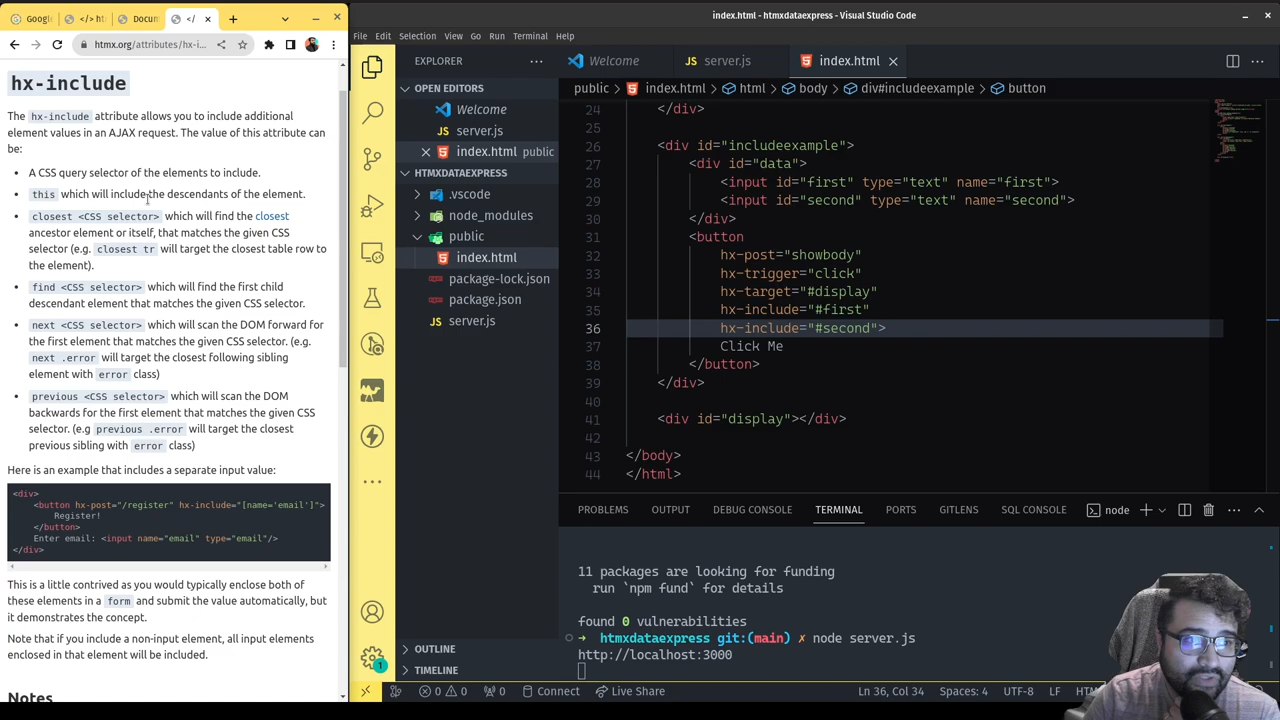 Google
</> ht
Docum
</
index.html - htmxdataexpress - Visual Studio Code
htmx.org/attributes/hx-i...
File Edit Selection View Go Run Terminal Help
hx-include
The hx-include attribute allows you to include additional
element values in an AJAX request. The value of this attribute can
be:
A CSS query selector of the elements to include.
this which will include the descendants of the element.
closest <CSS selector> which will find the closest
ancestor element or itself, that matches the given CSS
selector (e.g. closest tr will target the closest table row to
the element).
find <CSS selector> which will find the first child
descendant element that matches the given CSS selector.
next <CSS selector> which will scan the DOM forward for
the first element that matches the given CSS selector. (e.g.
next .error will target the closest following sibling
element with error class)
previous <CSS selector> which will scan the DOM
backwards for the first element that matches the given CSS
selector. (e.g previous .error will target the closest
previous sibling with error class)
Here is an example that includes a separate input value:
<div>
<button hx-post="/register" hx-include="[name='email']">
Register!
</button>
Enter email: <input name="email" type="email"/>
</div>
This is a little contrived as you would typically enclose both of
these elements in a form and submit the value automatically, but
it demonstrates the concept.
Note that if you include a non-input element, all input elements
enclosed in that element will be included.
Notes
EXPLORER
OPEN EDITORS
Welcome
server.js
index.html public
HTMXDATAEXPRESS
.vscode
node_modules
public
index.html
package-lock.json
package.json
server.js
OUTLINE
TIMELINE
1
Welcome
JS server.js
index.html
public > index.html > html > body > div#includeexample > button
24 </div>
25
26 <div id="includeexample">
27 <div id="data">
28 <input id="first" type="text" name="first">
29 <input id="second" type="text" name="second">
30 </div>
31 <button
32 hx-post="showbody"
33 hx-trigger="click"
34 hx-target="#display"
35 hx-include="#first"
36 hx-include="#second">
37 Click Me
38 </button>
39 </div>
40
41 <div id="display"></div>
42
43 </body>
44 </html>
PROBLEMS OUTPUT DEBUG CONSOLE TERMINAL PORTS GITLENS SQL CONSOLE node
11 packages are looking for funding
run `npm fund` for details
found 0 vulnerabilities
➜ htmxdataexpress git:(main) ✗ node server.js
http://localhost:3000
0 0 0 Connect Live Share Ln 36, Col 34 Spaces: 4 UTF-8 LF